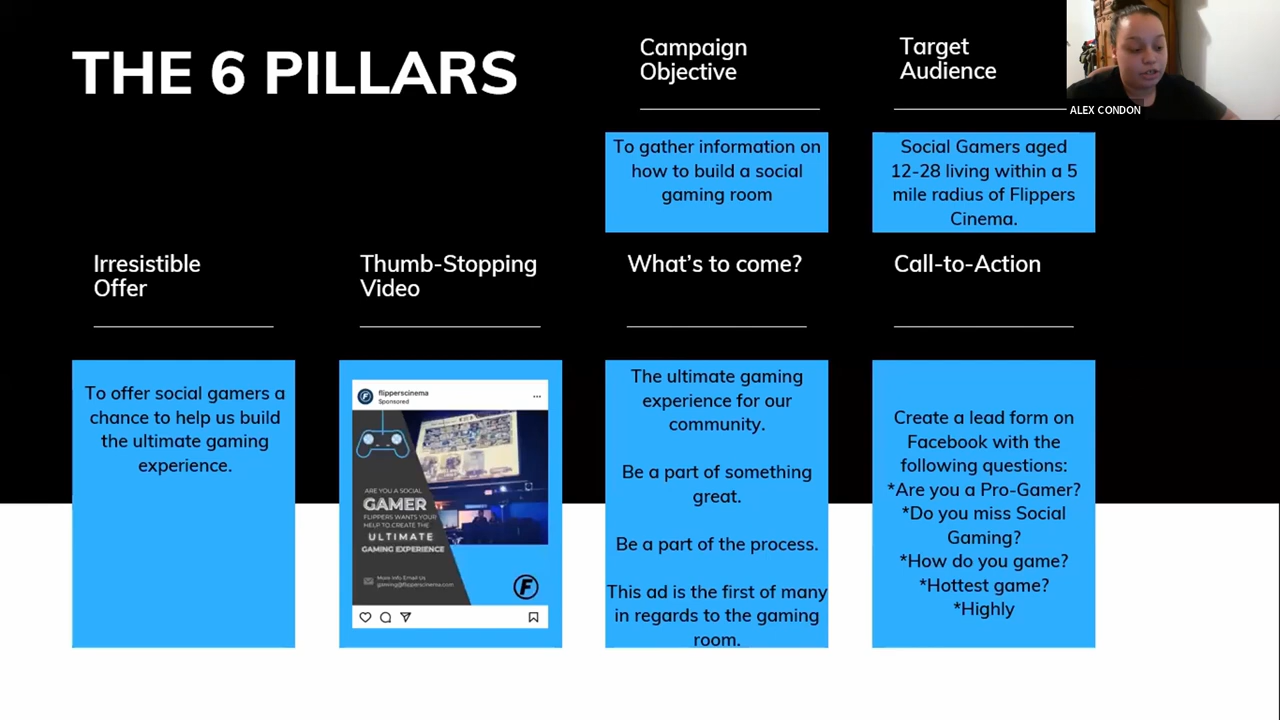 THE 6 PILLARS
Campaign
Objective
To gather information on
how to build a social
gaming room
Target
Audience
Social Gamers aged
12-28 living within a 5
mile radius of Flippers
Cinema.
ALEX CONDON
Irresistible
Offer
To offer social gamers a
chance to help us build
the ultimate gaming
experience.
Thumb-Stopping
Video
flipperscinema
Sponsored
ARE YOU A SOCIAL
GAMER
FLIPPERS WANTS YOUR
HELP TO CREATE THE
ULTIMATE
GAMING EXPERIENCE
More Info Email Us
gaming@flipperscinema.com
F
What's to come?
The ultimate gaming
experience for our
community.
Be a part of something
great.
Be a part of the process.
This ad is the first of many
in regards to the gaming
room.
Call-to-Action
Create a lead form on
Facebook with the
following questions:
*Are you a Pro-Gamer?
*Do you miss Social
Gaming?
*How do you game?
*Hottest game?
*Highly